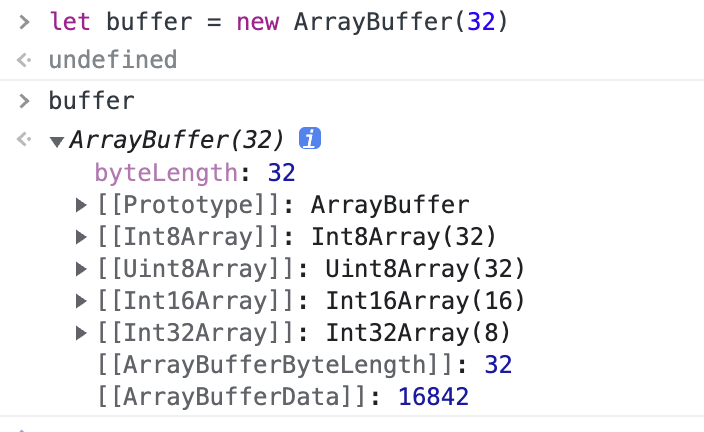 > let buffer = new ArrayBuffer(32)
<· undefined
> buffer
<· ▼ArrayBuffer(32) i
byteLength: 32
▶[[Prototype]]: ArrayBuffer
▶[[Int8Array]]: Int8Array(32)
▶[[Uint8Array]]: Uint8Array(32)
▶[[Int16Array]]: Int16Array(16)
▶[[Int32Array]]: Int32Array(8)
[[ArrayBufferByteLength]]: 32
[[ArrayBufferData]]: 16842